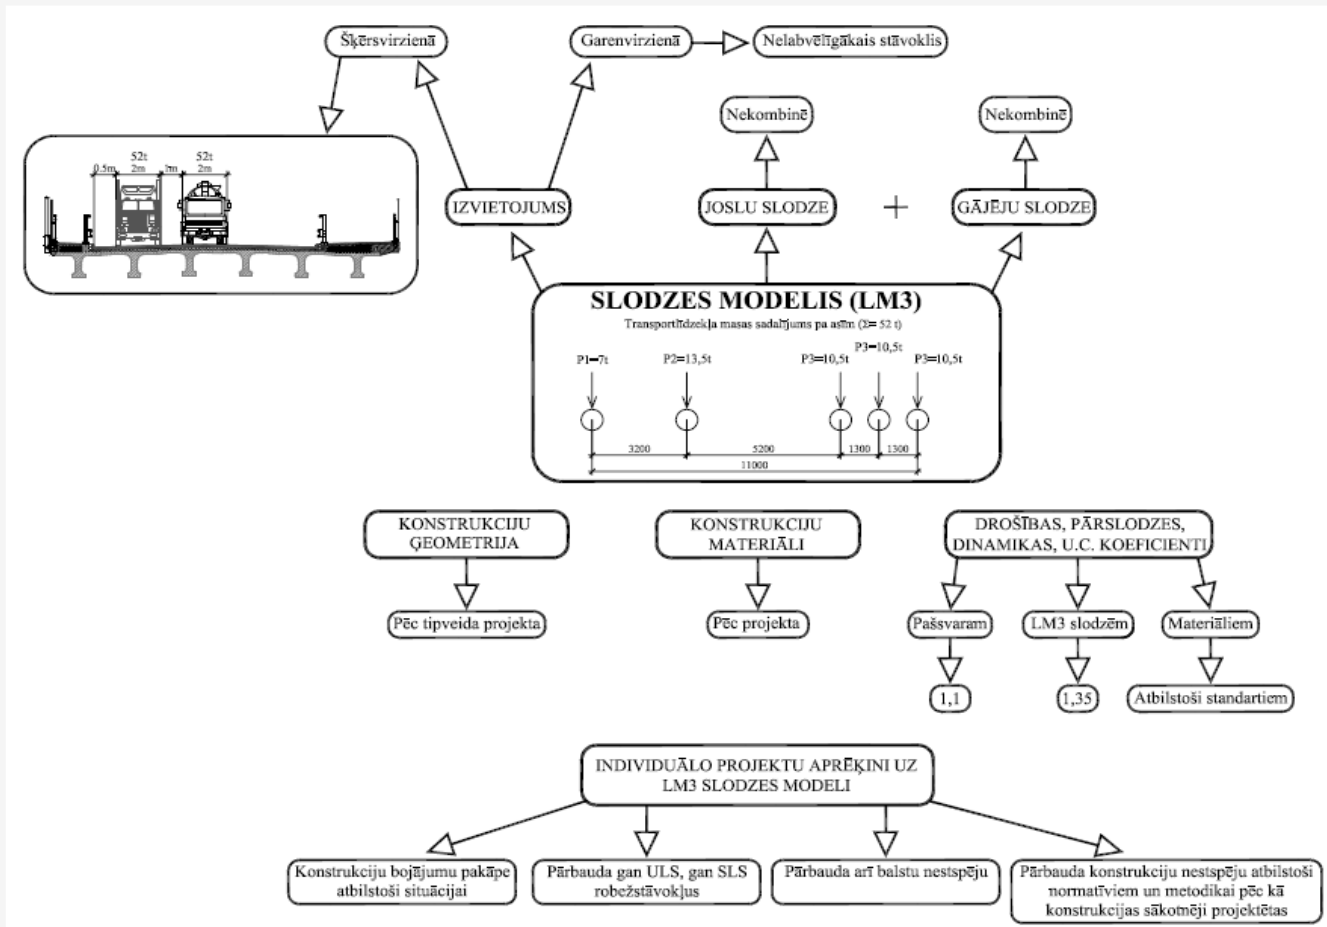 Šķērsvirzienā
Garenvirzienā
Nelabvēlīgākais stāvoklis
Nekombinē
Nekombinē
52t
52t
0.5m
2m
1m
2m
IZVIETOJUMS
JOSLU SLODZE
+
GĀJĒJU SLODZE
SLODZES MODELIS (LM3)
Transportlīdzekļa masas sadalījums pa asīm (Σ= 52 t)
P1=7t
P2=13,5t
P3=10,5t
P3=10,5t
P3=10,5t
3200
5200
1300
1300
11000
KONSTRUKCIJU
ĢEOMETRIJA
KONSTRUKCIJU
MATERIĀLI
DROŠĪBAS, PĀRSLODZES,
DINAMIKAS, U.C. KOEFICIENTI
Pēc tipveida projekta
Pēc projekta
Pašsvaram
LM3 slodzēm
Materiāliem
1,1
1,35
Atbilstoši standartiem
INDIVIDUĀLO PROJEKTU APRĒĶINI UZ
LM3 SLODZES MODELI
Konstrukciju bojājumu pakāpe
atbilstoši situācijai
Pārbauda gan ULS, gan SLS
robežstāvokļus
Pārbauda arī balstu nestspēju
Pārbauda konstrukciju nestspēju atbilstoši
normatīviem un metodikai pēc kā
konstrukcijas sākotnēji projektētas